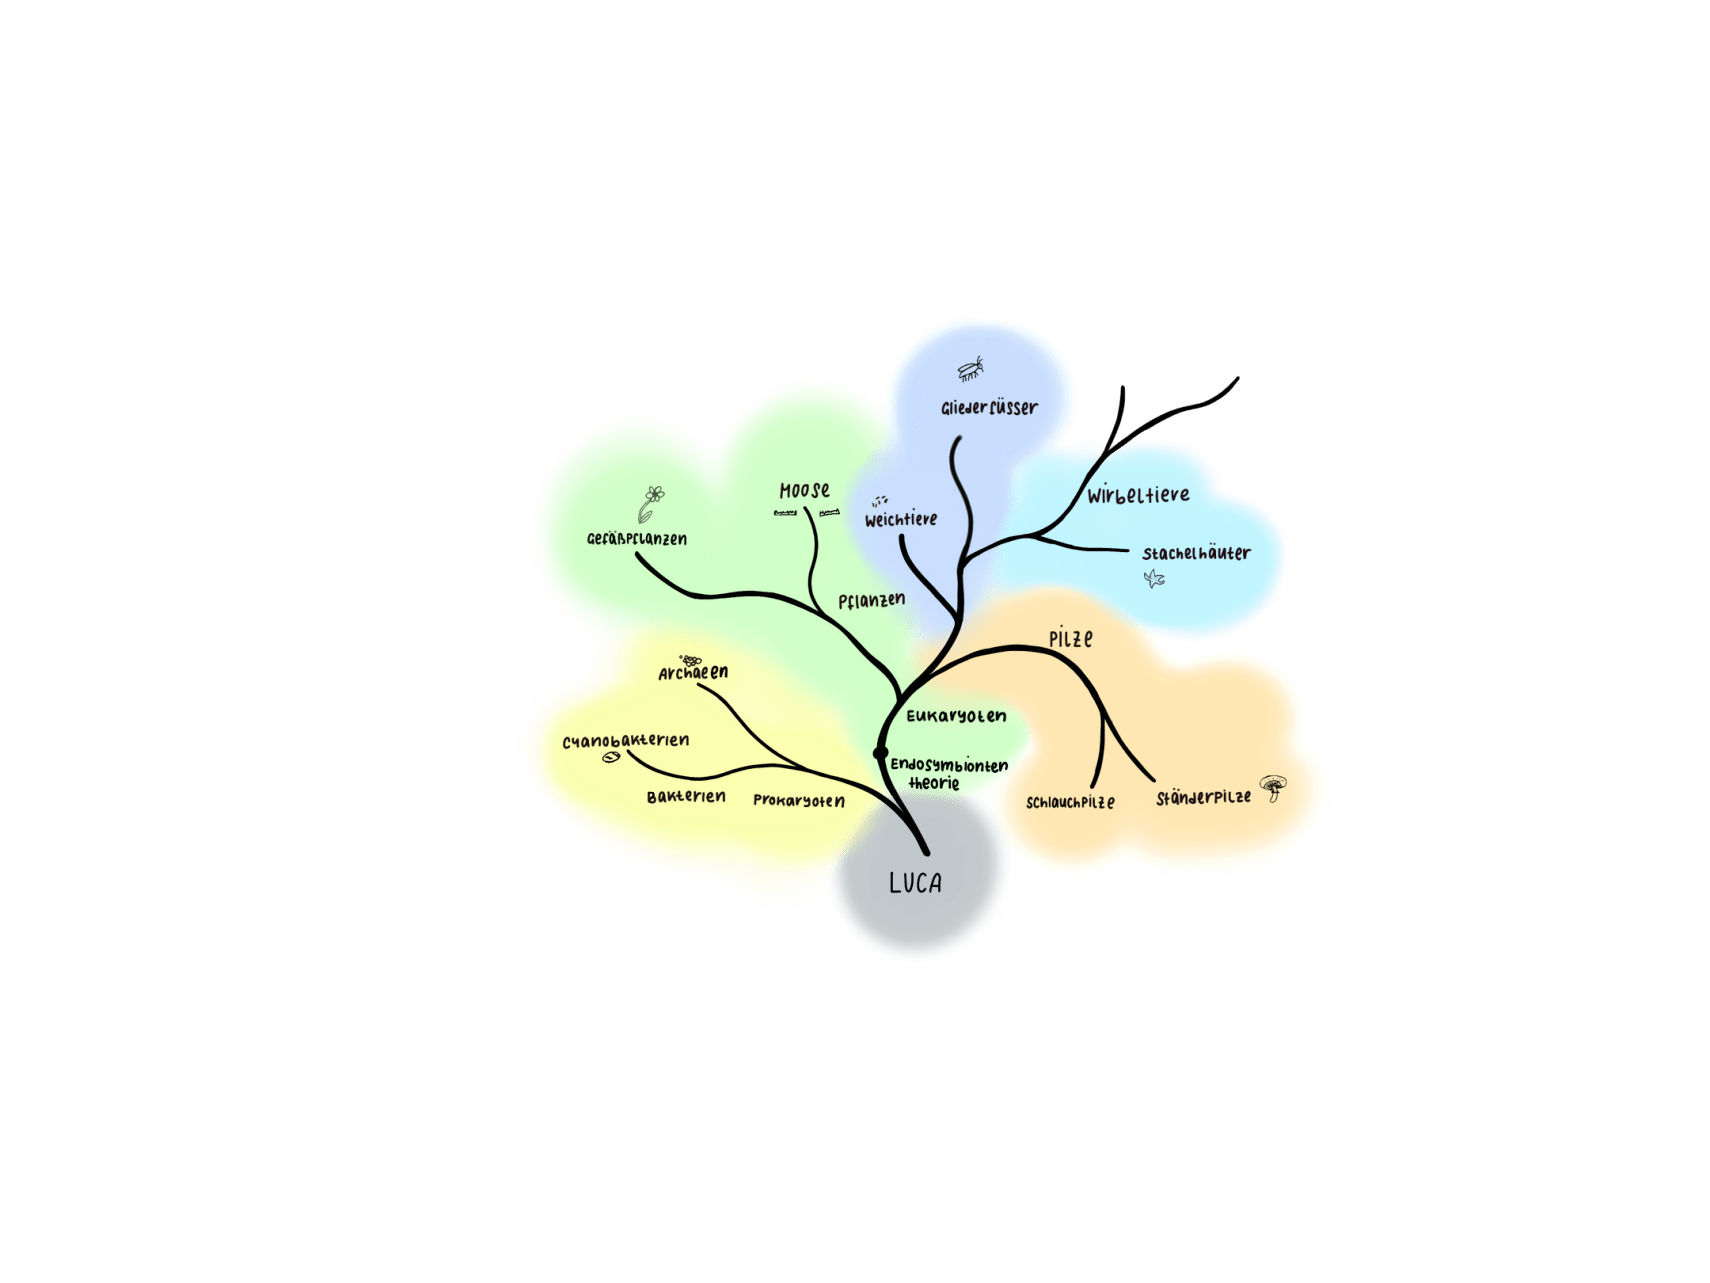 Gliederfüsser
Moose
Wirbeltiere
Weichtiere
Gefäßpflanzen
Stachelhäuter
Pflanzen
Pilze
Archaeen
Eukaryoten
Cyanobakterien
Endosymbionten
theorie
Bakterien
Prokaryoten
Schlauchpilze
Ständerpilze
LUCA